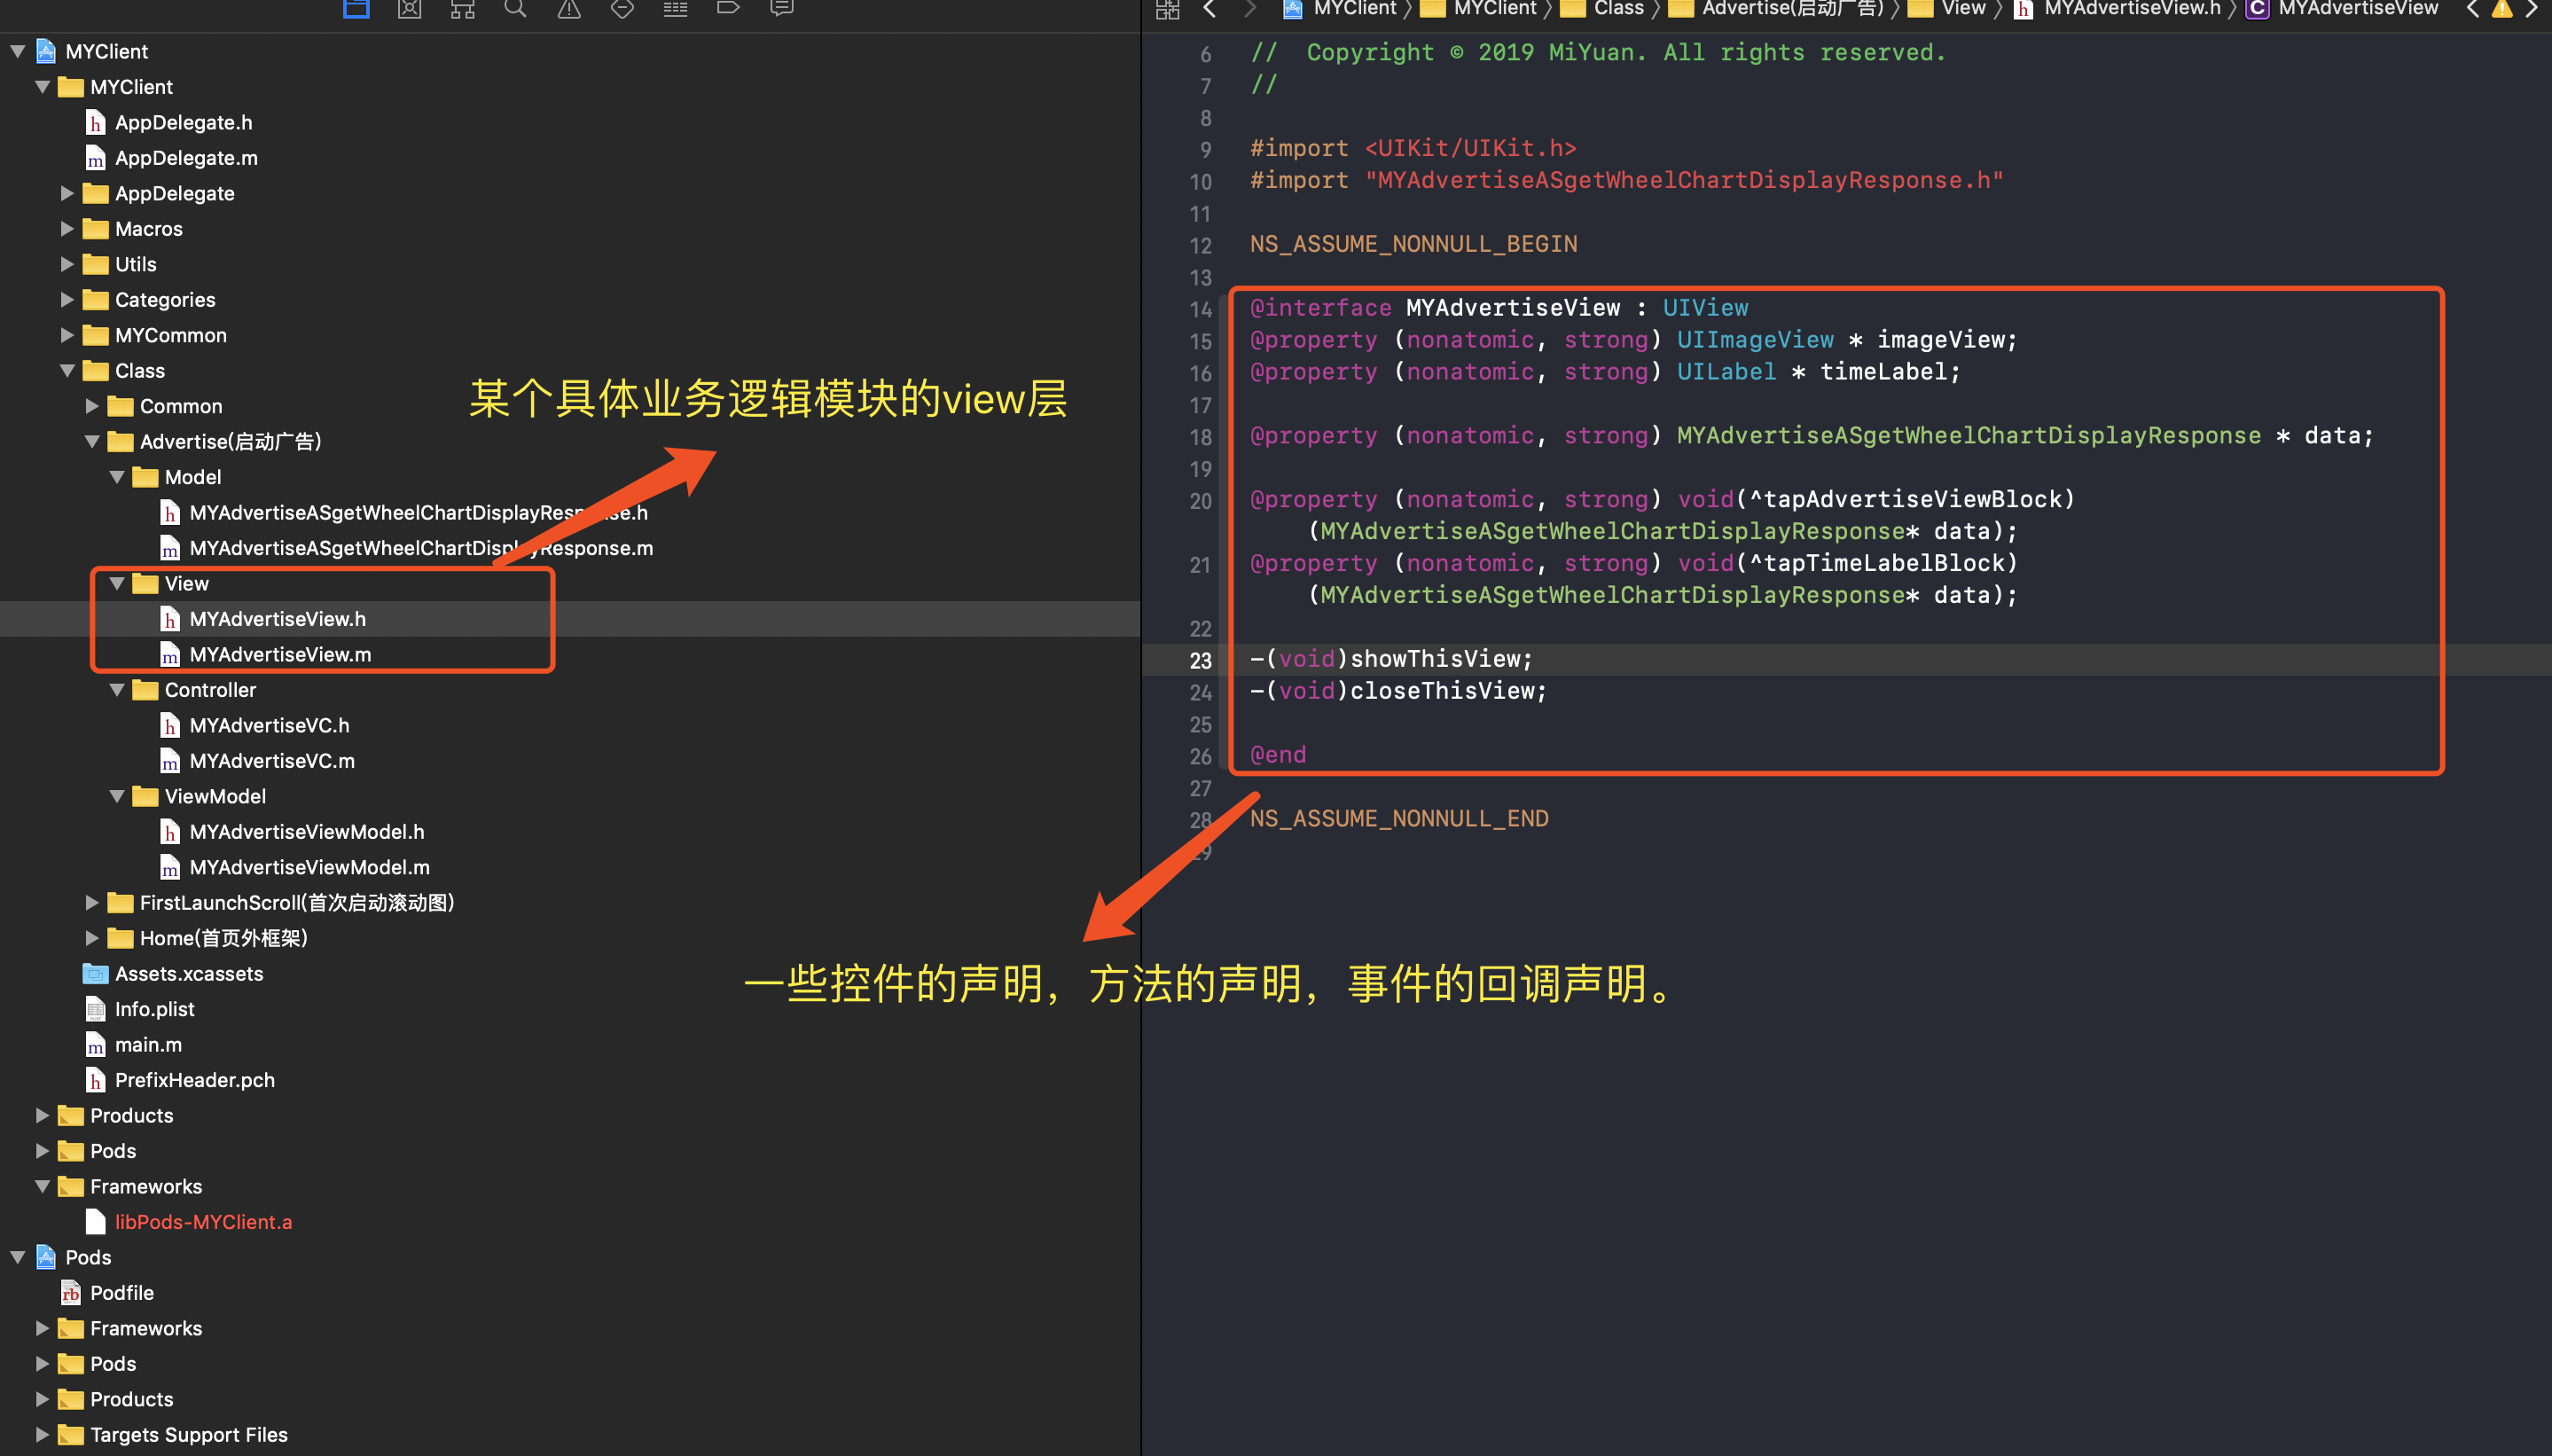 MYClient
MYClient
AppDelegate.h
AppDelegate.m
AppDelegate
Macros
Utils
Categories
MYCommon
Class
Common
Advertise(启动广告)
Model
MYAdvertiseASgetWheelChartDisplayResponse.h
MYAdvertiseASgetWheelChartDisplayResponse.m
View
MYAdvertiseView.h
MYAdvertiseView.m
Controller
MYAdvertiseVC.h
MYAdvertiseVC.m
ViewModel
MYAdvertiseViewModel.h
MYAdvertiseViewModel.m
FirstLaunchScroll(首次启动滚动图)
Home(首页外框架)
Assets.xcassets
Info.plist
main.m
PrefixHeader.pch
Products
Pods
Frameworks
libPods-MYClient.a
Pods
Podfile
Frameworks
Pods
Products
Targets Support Files
某个具体业务逻辑模块的view层
MYClient 〉 MYClient 〉 Class 〉 Advertise(启动广告) 〉 View 〉 h MYAdvertiseView.h 〉 C MYAdvertiseView
6 //  Copyright © 2019 MiYuan. All rights reserved.
7 //
8
9 #import <UIKit/UIKit.h>
10 #import "MYAdvertiseASgetWheelChartDisplayResponse.h"
11
12 NS_ASSUME_NONNULL_BEGIN
13
14 @interface MYAdvertiseView : UIView
15 @property (nonatomic, strong) UIImageView * imageView;
16 @property (nonatomic, strong) UILabel * timeLabel;
17
18 @property (nonatomic, strong) MYAdvertiseASgetWheelChartDisplayResponse * data;
19
20 @property (nonatomic, strong) void(^tapAdvertiseViewBlock)
(MYAdvertiseASgetWheelChartDisplayResponse* data);
21 @property (nonatomic, strong) void(^tapTimeLabelBlock)
(MYAdvertiseASgetWheelChartDisplayResponse* data);
22
23 -(void)showThisView;
24 -(void)closeThisView;
25
26 @end
27
28 NS_ASSUME_NONNULL_END
29
一些控件的声明，方法的声明，事件的回调声明。